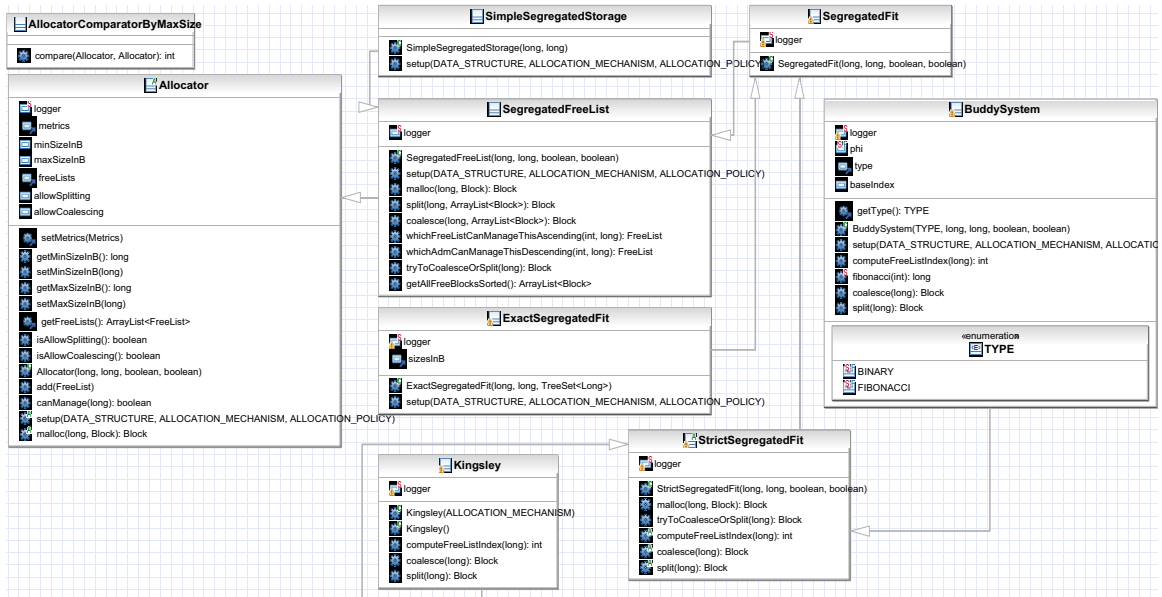 AllocatorComparatorByMaxSize
compare(Allocator, Allocator): int
Allocator
logger
metrics
minSizeInB
maxSizeInB
freeLists
allowSplitting
allowCoalescing
setMetrics(Metrics)
getMinSizeInB(): long
setMinSizeInB(long)
getMaxSizeInB(): long
setMaxSizeInB(long)
getFreeLists(): ArrayList<FreeList>
isAllowSplitting(): boolean
isAllowCoalescing(): boolean
Allocator(long, long, boolean, boolean)
add(FreeList)
canManage(long): boolean
setup(DATA_STRUCTURE, ALLOCATION_MECHANISM, ALLOCATION_POLICY)
malloc(long, Block): Block
SimpleSegregatedStorage
SimpleSegregatedStorage(long, long)
setup(DATA_STRUCTURE, ALLOCATION_MECHANISM, ALLOCATION_POLICY)
SegregatedFreeList
logger
SegregatedFreeList(long, long, boolean, boolean)
setup(DATA_STRUCTURE, ALLOCATION_MECHANISM, ALLOCATION_POLICY)
malloc(long, Block): Block
split(long, ArrayList<Block>): Block
coalesce(long, ArrayList<Block>): Block
whichFreeListCanManageThisAscending(int, long): FreeList
whichAdmCanManageThisDescending(int, long): FreeList
tryToCoalesceOrSplit(long): Block
getAllFreeBlocksSorted(): ArrayList<Block>
ExactSegregatedFit
logger
sizesInB
ExactSegregatedFit(long, long, TreeSet<Long>)
setup(DATA_STRUCTURE, ALLOCATION_MECHANISM, ALLOCATION_POLICY)
Kingsley
logger
Kingsley(ALLOCATION_MECHANISM)
Kingsley()
computeFreeListIndex(long): int
coalesce(long): Block
split(long): Block
SegregatedFit
logger
SegregatedFit(long, long, boolean, boolean)
StrictSegregatedFit
logger
StrictSegregatedFit(long, long, boolean, boolean)
malloc(long, Block): Block
tryToCoalesceOrSplit(long): Block
computeFreeListIndex(long): int
coalesce(long): Block
split(long): Block
BuddySystem
logger
phi
type
baseIndex
getType(): TYPE
BuddySystem(TYPE, long, long, boolean, boolean)
setup(DATA_STRUCTURE, ALLOCATION_MECHANISM, ALLOCATIO
computeFreeListIndex(long): int
fibonacci(int): long
coalesce(long): Block
split(long): Block
«enumeration»
TYPE
BINARY
FIBONACCI